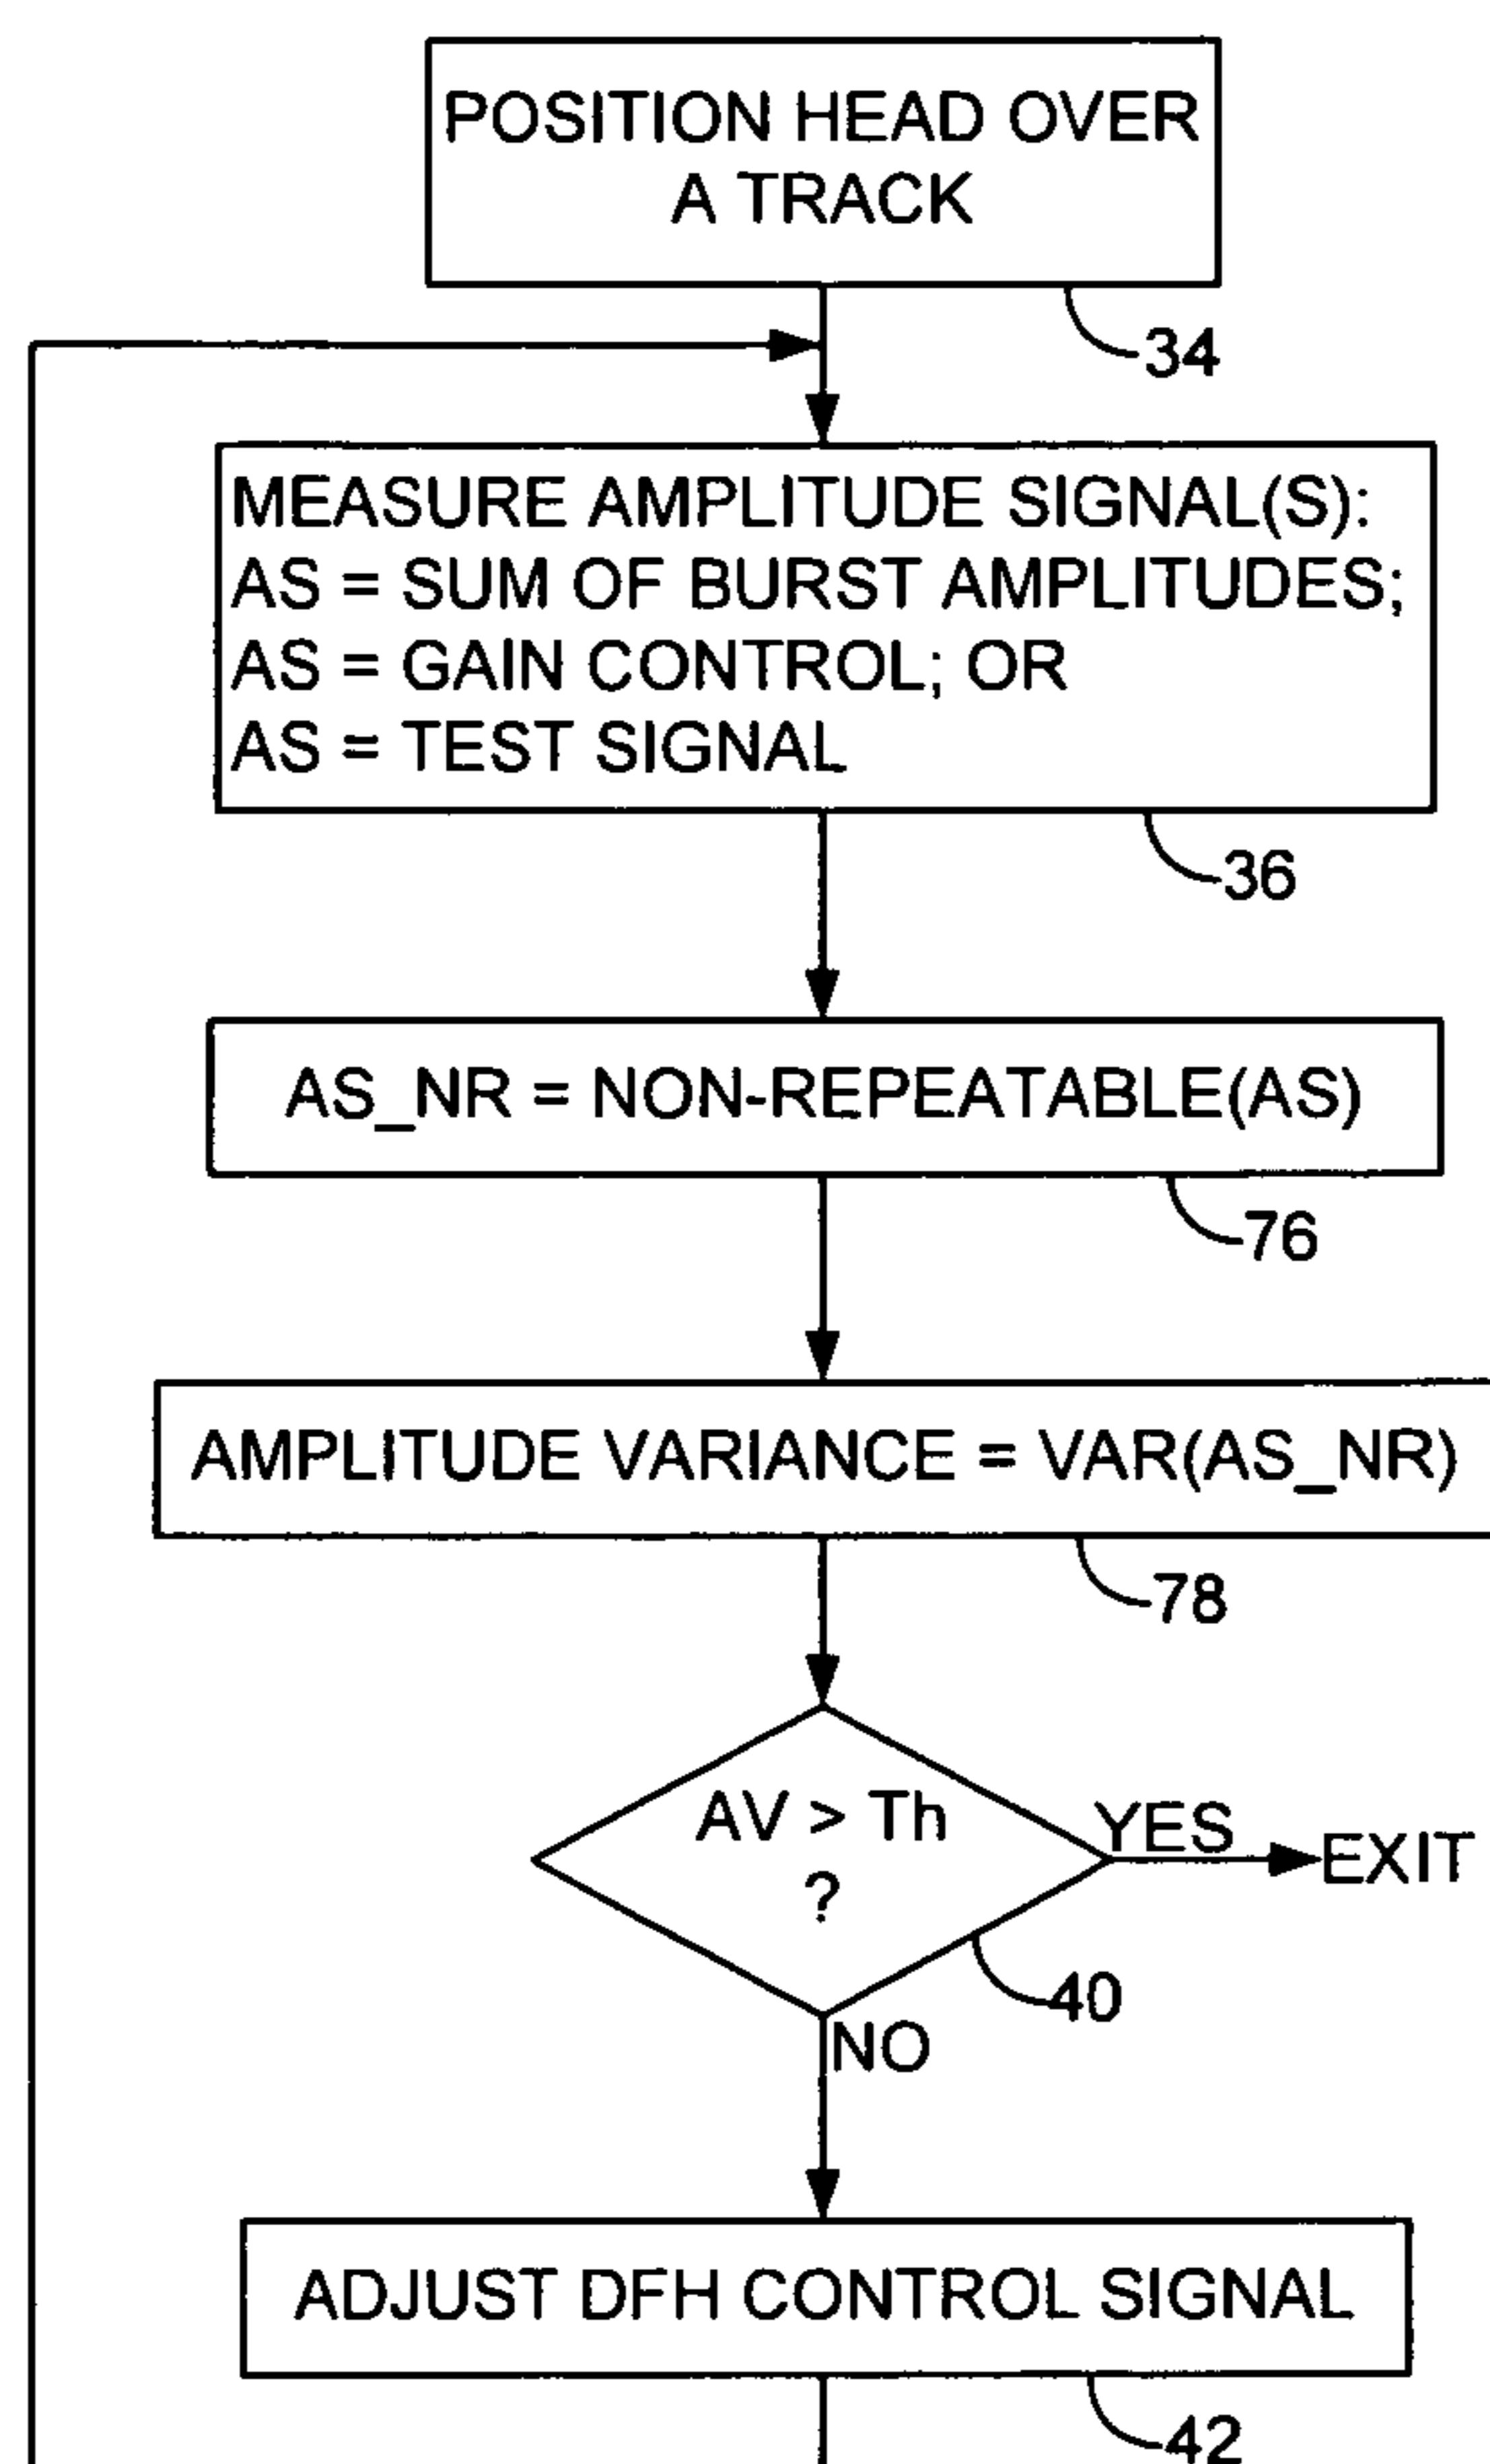 POSITION HEAD OVER
A TRACK
34
MEASURE AMPLITUDE SIGNAL(S):
AS = SUM OF BURST AMPLITUDES;
AS = GAIN CONTROL; OR
AS = TEST SIGNAL
36
AS_NR = NON-REPEATABLE(AS)
76
AMPLITUDE VARIANCE = VAR(AS_NR)
78
AV > Th
?
YES
EXIT
40
NO
ADJUST DFH CONTROL SIGNAL
42